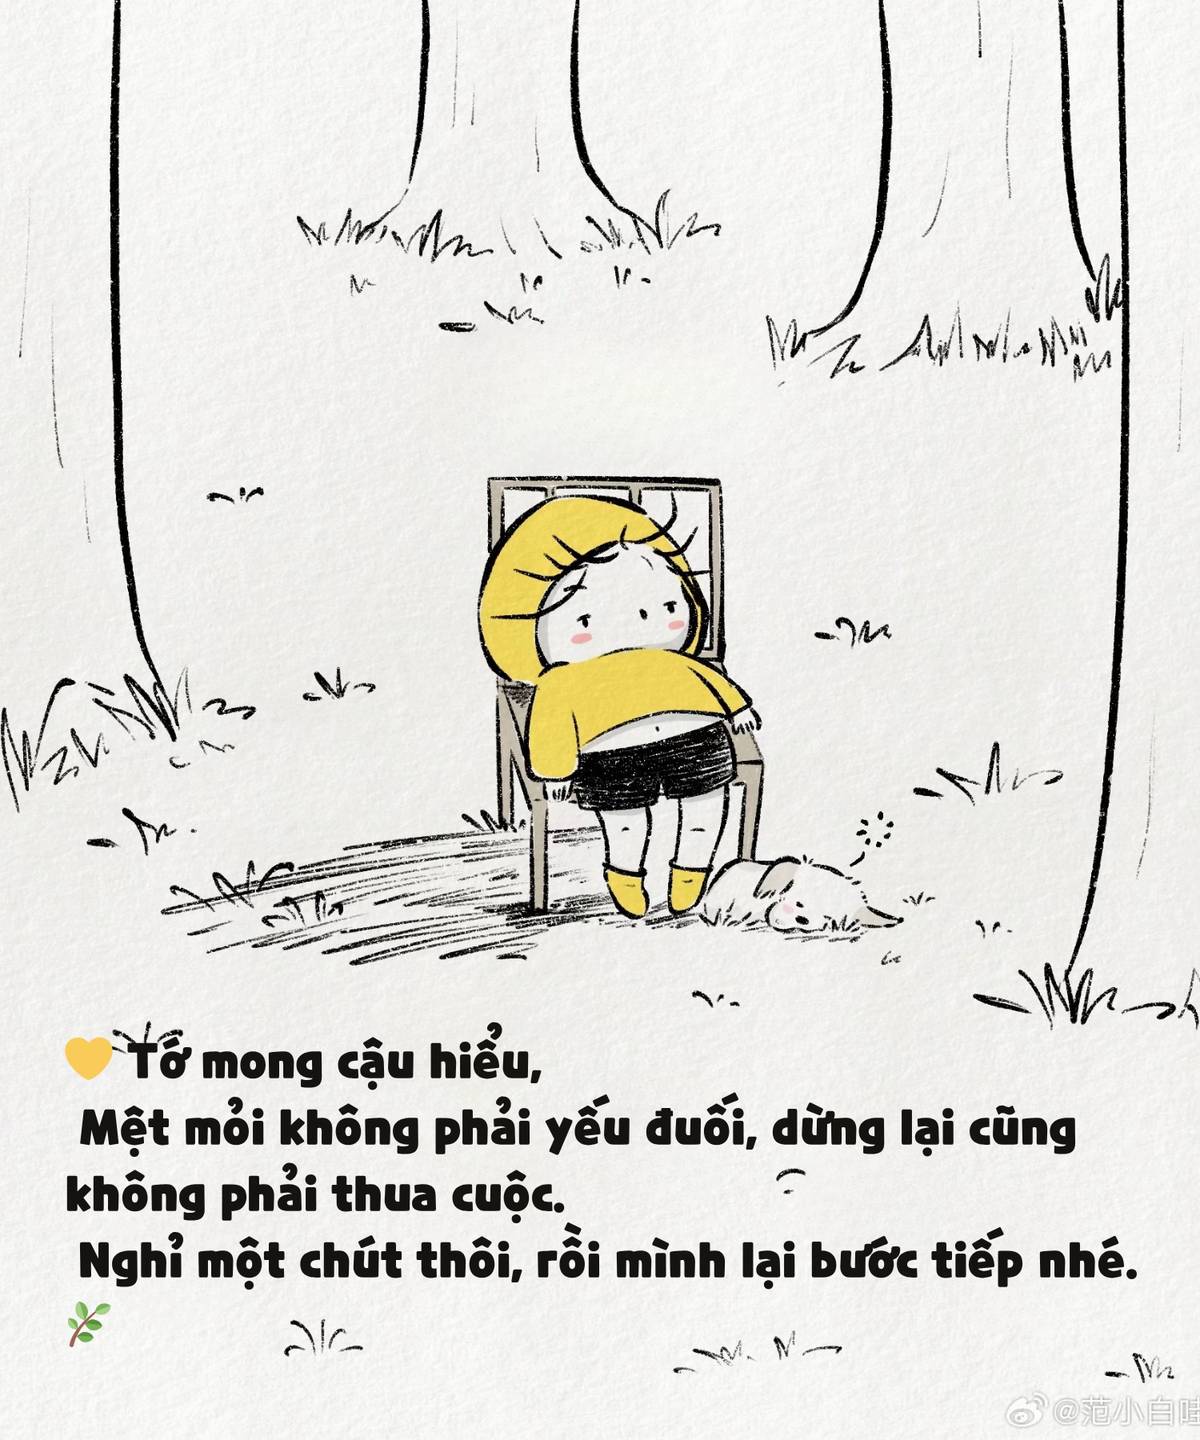 💛 Tớ mong cậu hiểu,
Mệt mỏi không phải yếu đuối, dừng lại cũng
không phải thua cuộc.
Nghỉ một chút thôi, rồi mình lại bước tiếp nhé.
🌿
@范小白哇